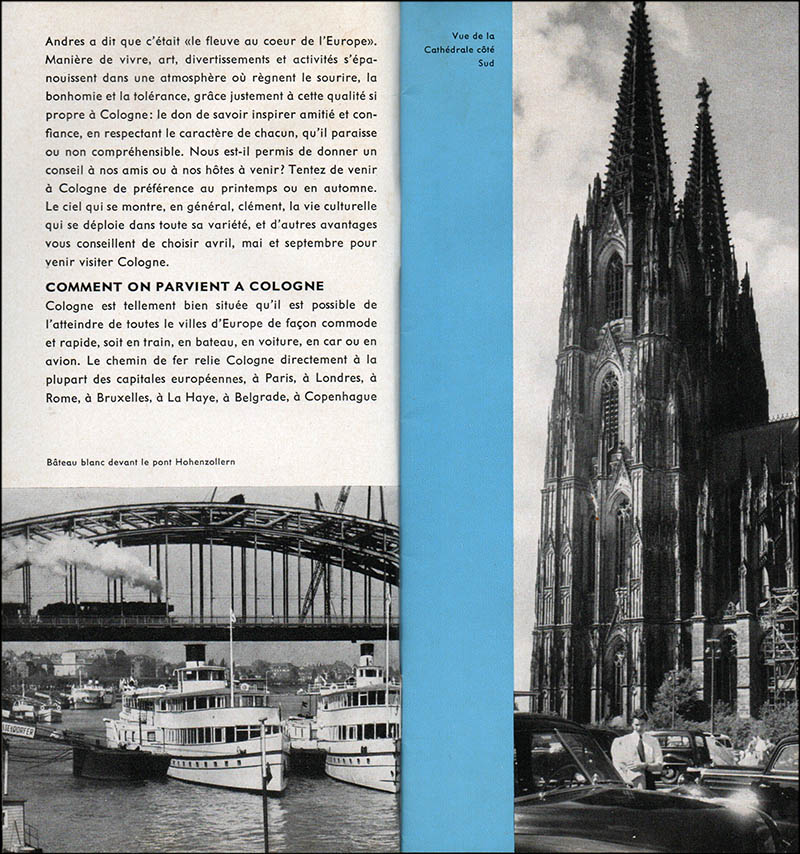 Andres a dit que c'était «le fleuve au coeur de l'Europe».
Manière de vivre, art, divertissements et activités s'épa-
nouissent dans une atmosphère où règnent le sourire, la
bonhomie et la tolérance, grâce justement à cette qualité si
propre à Cologne: le don de savoir inspirer amitié et con-
fiance, en respectant le caractère de chacun, qu'il paraisse
ou non compréhensible. Nous est-il permis de donner un
conseil à nos amis ou à nos hôtes à venir? Tentez de venir
à Cologne de préférence au printemps ou en automne.
Le ciel qui se montre, en général, clément, la vie culturelle
qui se déploie dans toute sa variété, et d'autres avantages
vous conseillent de choisir avril, mai et septembre pour
venir visiter Cologne.
COMMENT ON PARVIENT A COLOGNE
Cologne est tellement bien située qu'il est possible de
l'atteindre de toutes le villes d'Europe de façon commode
et rapide, soit en train, en bateau, en voiture, en car ou en
avion. Le chemin de fer relie Cologne directement à la
plupart des capitales européennes, à Paris, à Londres, à
Rome, à Bruxelles, à La Haye, à Belgrade, à Copenhague
Bâteau blanc devant le pont Hohenzollern
Vue de la
Cathédrale côté
Sud